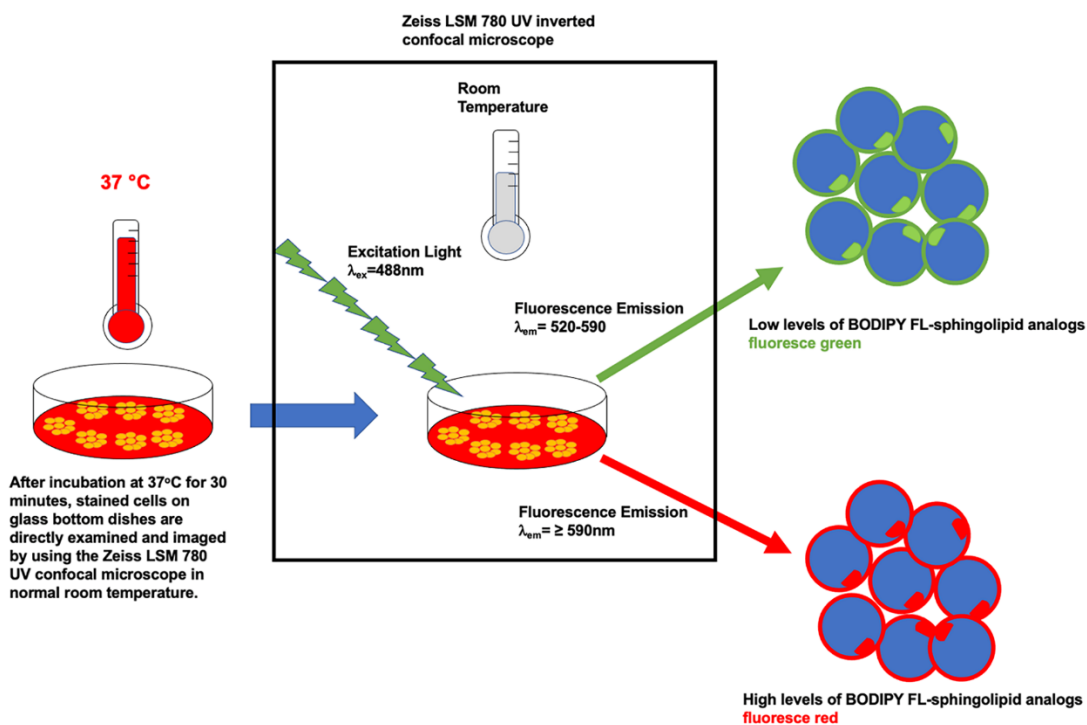 Zeiss LSM 780 UV inverted
confocal microscope
Room
Temperature
37 °C
Excitation Light
λex=488nm
Fluorescence Emission
λem= 520-590
Low levels of BODIPY FL-sphingolipid analogs
fluoresce green
After incubation at 37ºC for 30
minutes, stained cells on
glass bottom dishes are
directly examined and imaged
by using the Zeiss LSM 780
UV confocal microscope in
normal room temperature.
Fluorescence Emission
λem= ≥ 590nm
High levels of BODIPY FL-sphingolipid analogs
fluoresce red